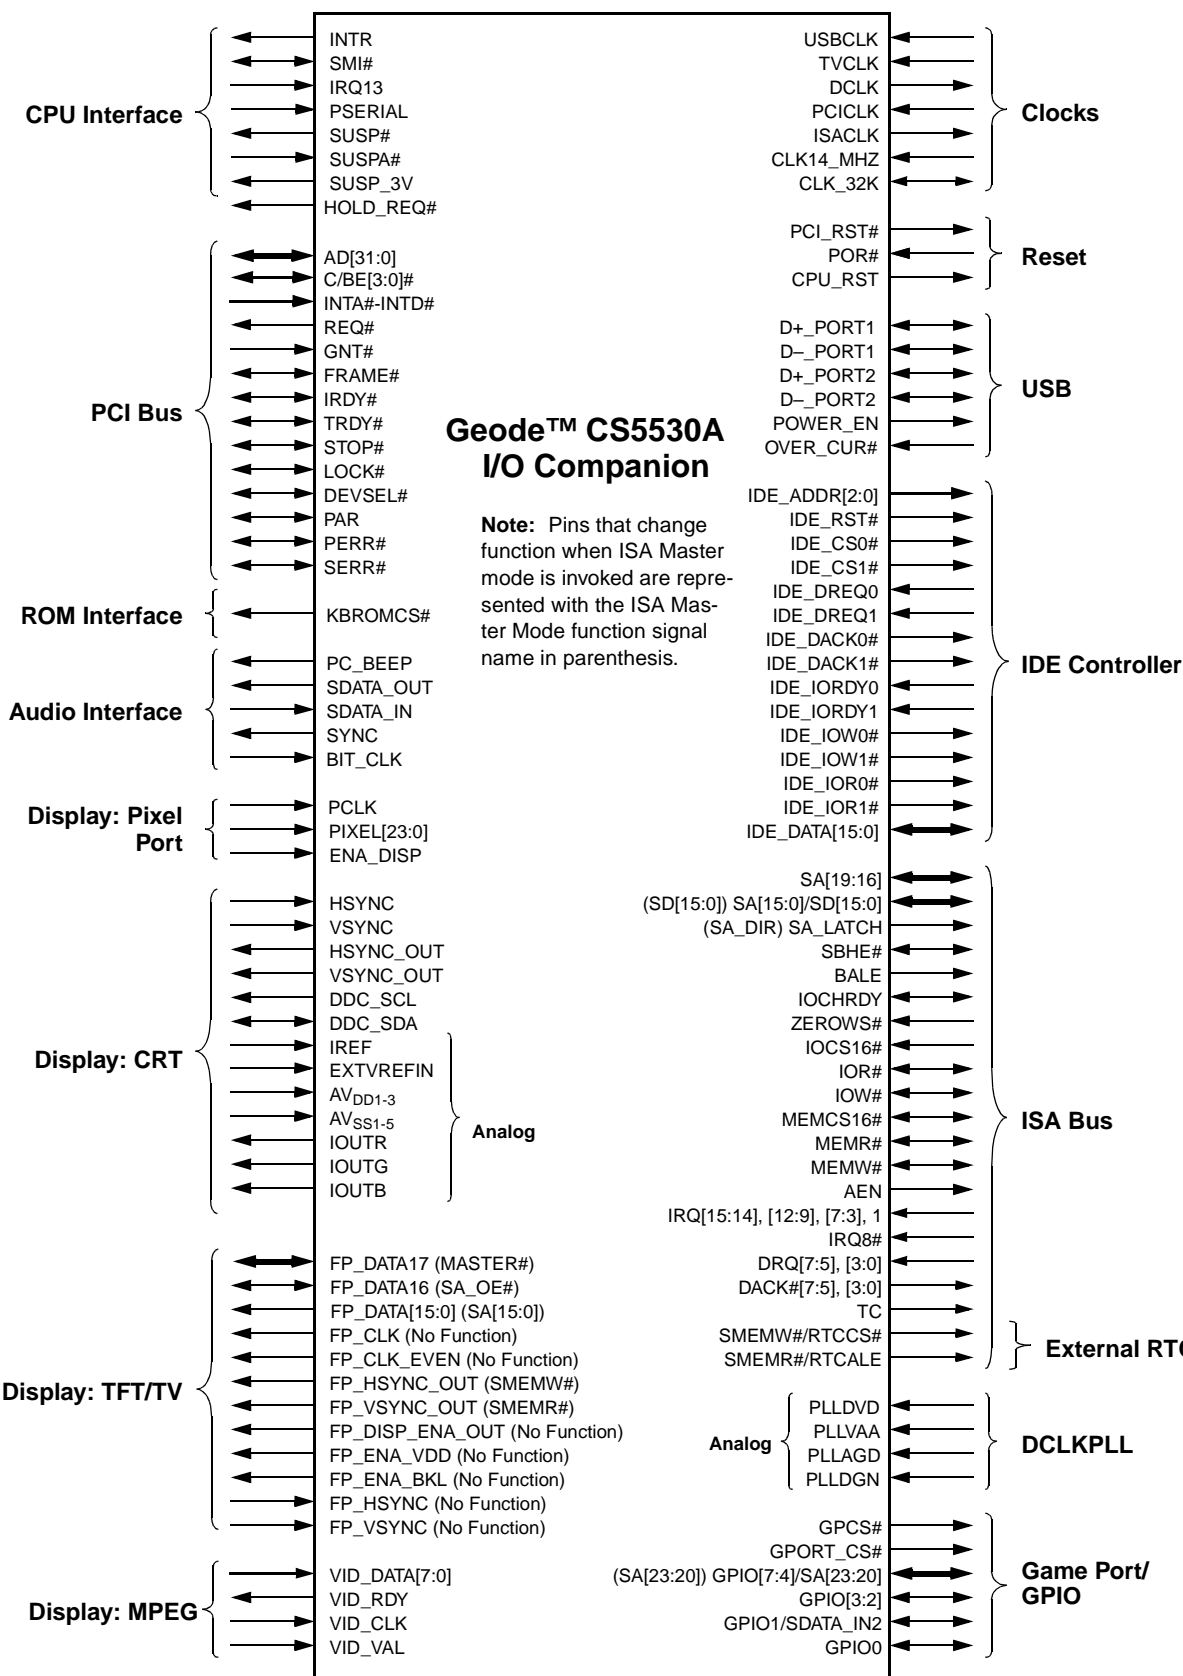 CPU Interface
INTR
SMI#
IRQ13
PSERIAL
SUSP#
SUSPA#
SUSP_3V
HOLD_REQ#
PCI Bus
AD[31:0]
C/BE[3:0]#
INTA#-INTD#
REQ#
GNT#
FRAME#
IRDY#
TRDY#
STOP#
LOCK#
DEVSEL#
PAR
PERR#
SERR#
ROM Interface
KBROMCS#
Audio Interface
PC_BEEP
SDATA_OUT
SDATA_IN
SYNC
BIT_CLK
Display: Pixel
Port
PCLK
PIXEL[23:0]
ENA_DISP
Display: CRT
HSYNC
VSYNC
HSYNC_OUT
VSYNC_OUT
DDC_SCL
DDC_SDA
IREF
EXTVREFIN
AVDD1-3
AVSS1-5
IOUTR
IOUTG
IOUTB
Analog
Display: TFT/TV
FP_DATA17 (MASTER#)
FP_DATA16 (SA_OE#)
FP_DATA[15:0] (SA[15:0])
FP_CLK (No Function)
FP_CLK_EVEN (No Function)
FP_HSYNC_OUT (SMEMW#)
FP_VSYNC_OUT (SMEMR#)
FP_DISP_ENA_OUT (No Function)
FP_ENA_VDD (No Function)
FP_ENA_BKL (No Function)
FP_HSYNC (No Function)
FP_VSYNC (No Function)
Display: MPEG
VID_DATA[7:0]
VID_RDY
VID_CLK
VID_VAL
Geode™ CS5530A
I/O Companion
Note: Pins that change
function when ISA Master
mode is invoked are repre-
sented with the ISA Mas-
ter Mode function signal
name in parenthesis.
USBCLK
TVCLK
DCLK
PCICLK
ISACLK
CLK14_MHZ
CLK_32K
Clocks
PCI_RST#
POR#
CPU_RST
Reset
D+_PORT1
D–_PORT1
D+_PORT2
D–_PORT2
POWER_EN
OVER_CUR#
USB
IDE_ADDR[2:0]
IDE_RST#
IDE_CS0#
IDE_CS1#
IDE_DREQ0
IDE_DREQ1
IDE_DACK0#
IDE_DACK1#
IDE_IORDY0
IDE_IORDY1
IDE_IOW0#
IDE_IOW1#
IDE_IOR0#
IDE_IOR1#
IDE_DATA[15:0]
IDE Controller
SA[19:16]
(SD[15:0]) SA[15:0]/SD[15:0]
(SA_DIR) SA_LATCH
SBHE#
BALE
IOCHRDY
ZEROWS#
IOCS16#
IOR#
IOW#
MEMCS16#
MEMR#
MEMW#
AEN
IRQ[15:14], [12:9], [7:3], 1
IRQ8#
DRQ[7:5], [3:0]
DACK#[7:5], [3:0]
TC
SMEMW#/RTCCS#
SMEMR#/RTCALE
ISA Bus
External
Analog
PLLDVD
PLLVAA
PLLAGD
PLLDGN
DCLKPLL
GPCS#
GPORT_CS#
(SA[23:20]) GPIO[7:4]/SA[23:20]
GPIO[3:2]
GPIO1/SDATA_IN2
GPIO0
Game Port/
GPIO